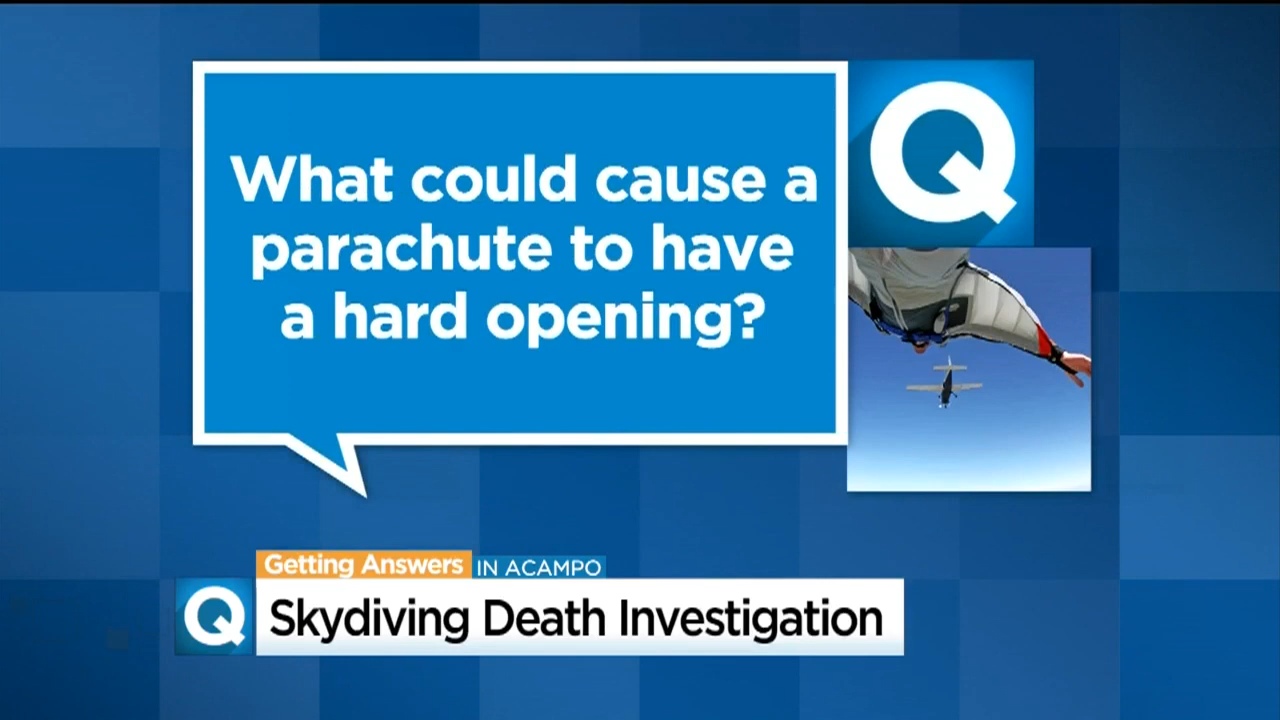 What could cause a
parachute to have
a hard opening?
Q
Getting Answers IN ACAMPO
Q Skydiving Death Investigation